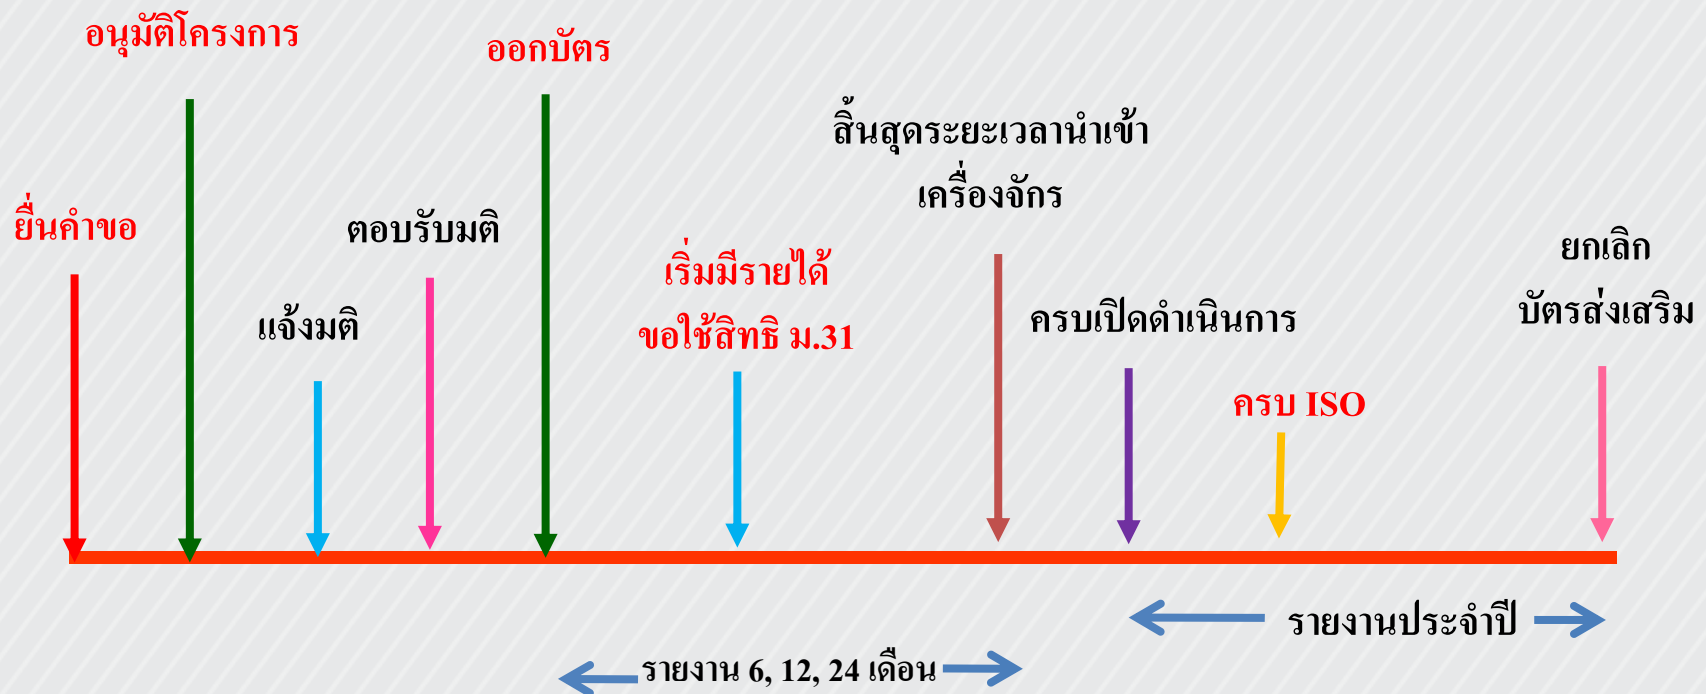 อนุมัติโครงการ
ออกบัตร
สิ้นสุดระยะเวลานำเข้า
เครื่องจักร
ยื่นคำขอ
ตอบรับมติ
แจ้งมติ
เริ่มมีรายได้
ขอใช้สิทธิ ม.31
ครบเปิดดำเนินการ
ครบ ISO
ยกเลิก
บัตรส่งเสริม
รายงานประจำปี
รายงาน 6, 12, 24 เดือน